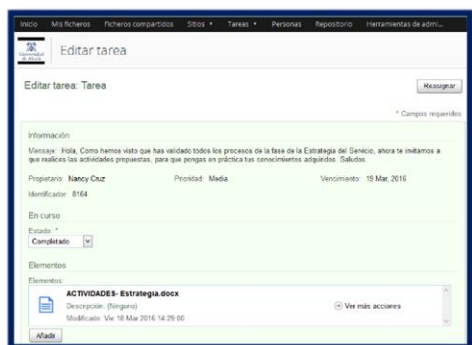 Inicio Mis ficheros Ficheros compartidos Sitios Tareas Personas Repositorio Herramientas de admi...
Universidad de Alcalá
Editar tarea
Editar tarea: Tarea
Reasignar
* Campos requeridos
Información
Mensaje: Hola, Como hemos visto que has validado todos los procesos de la fase de la Estrategia del Servicio, ahora te invitamos a
que realices las actividades propuestas, para que pongas en práctica tus conocimientos adquiridos. Saludos.
Propietario: Nancy Cruz Prioridad: Media Vencimiento: 19 Mar, 2016
Identificador: 8164
En curso
Estado: *
Completado
Elementos
Elementos:
ACTIVIDADES- Estrategia.docx
Descripción: (Ninguno) Ver más acciones
Modificado: Vie 18 Mar 2016 14:29:00
Añadir